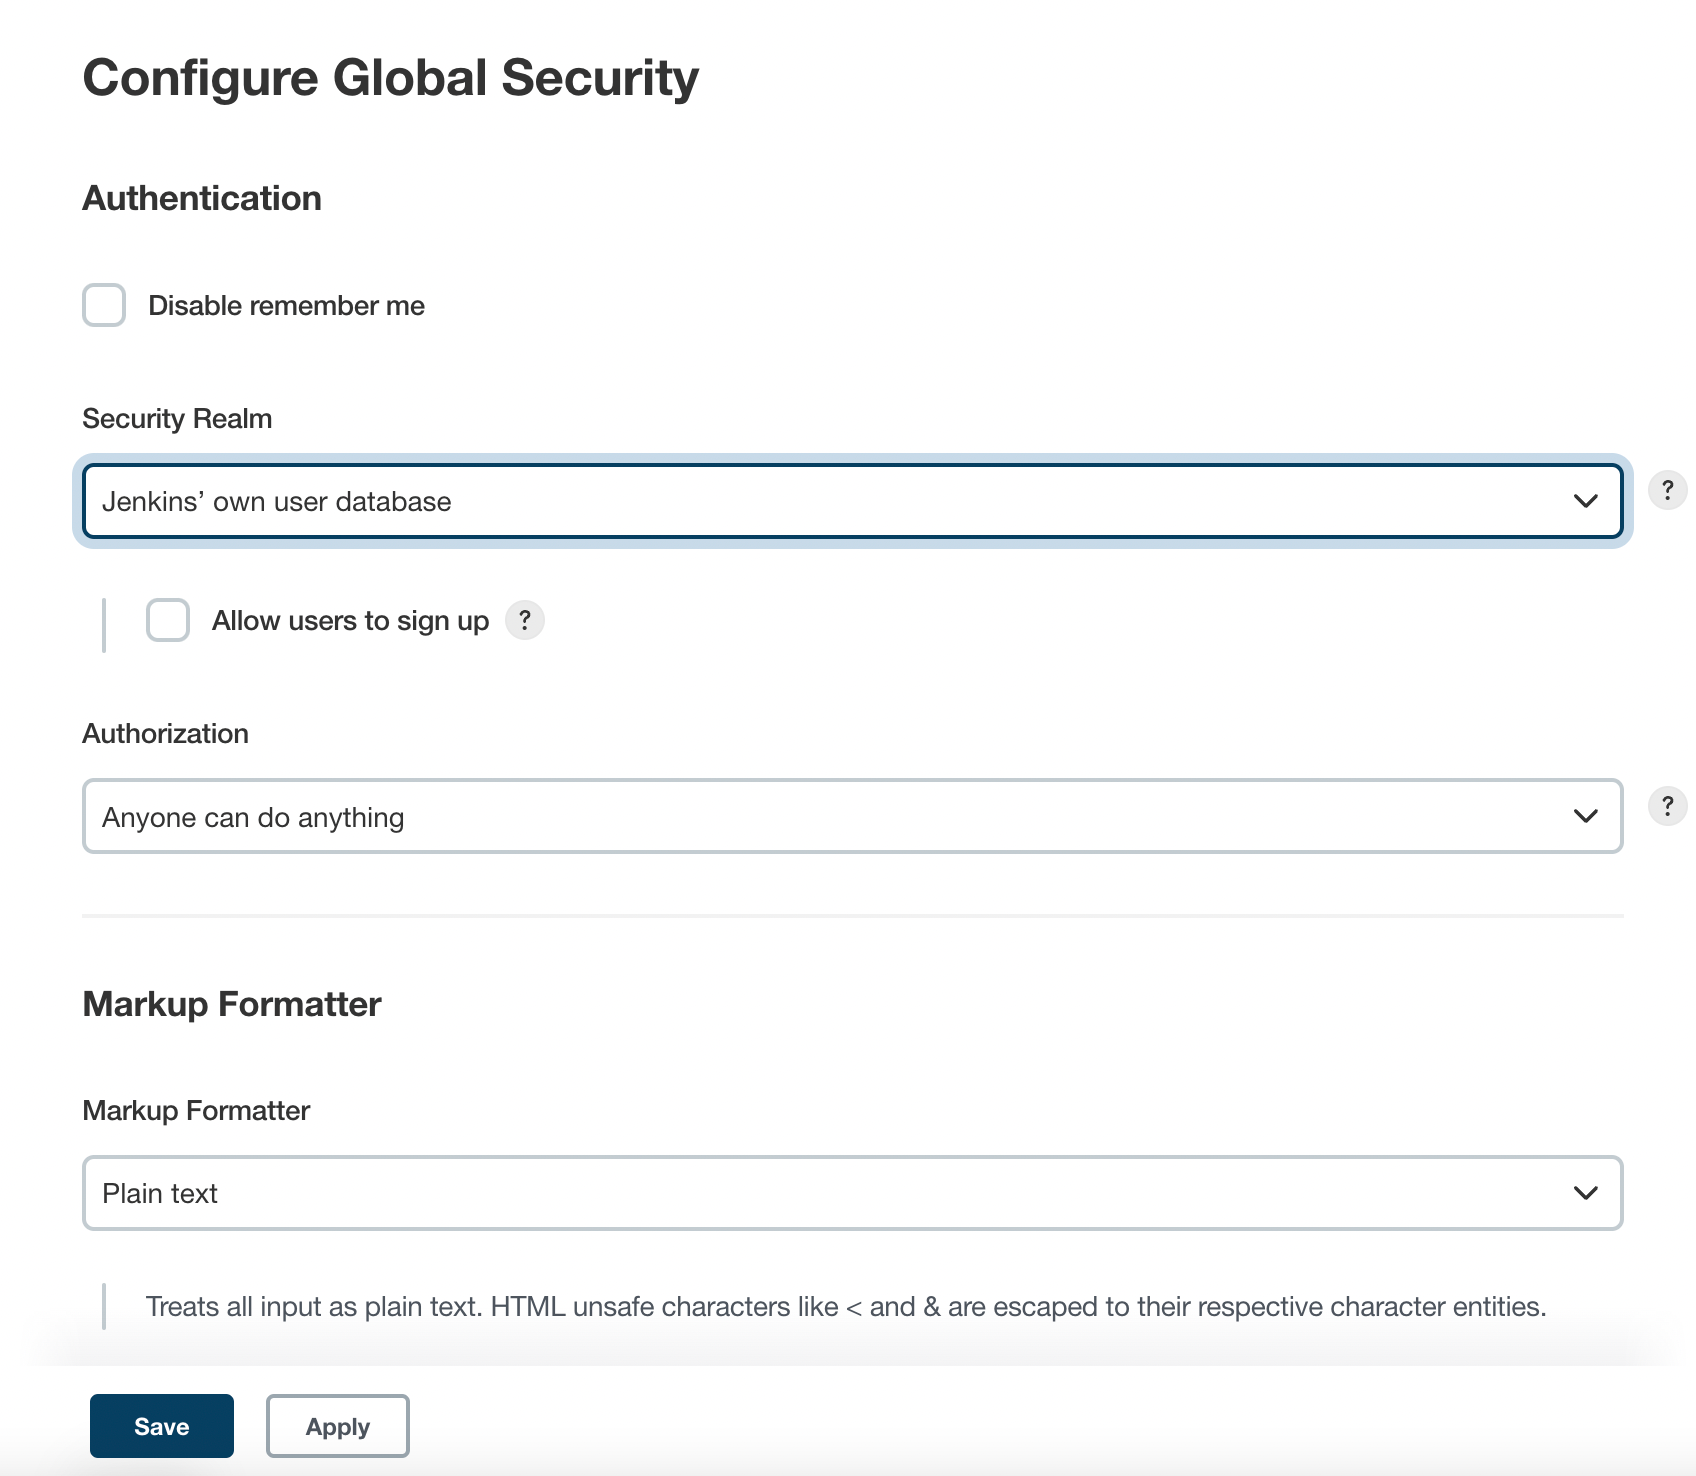 Configure Global Security
Authentication
Disable remember me
Security Realm
Jenkins’ own user database
?
Allow users to sign up ?
Authorization
Anyone can do anything
?
Markup Formatter
Markup Formatter
Plain text
Treats all input as plain text. HTML unsafe characters like < and & are escaped to their respective character entities.
Save Apply